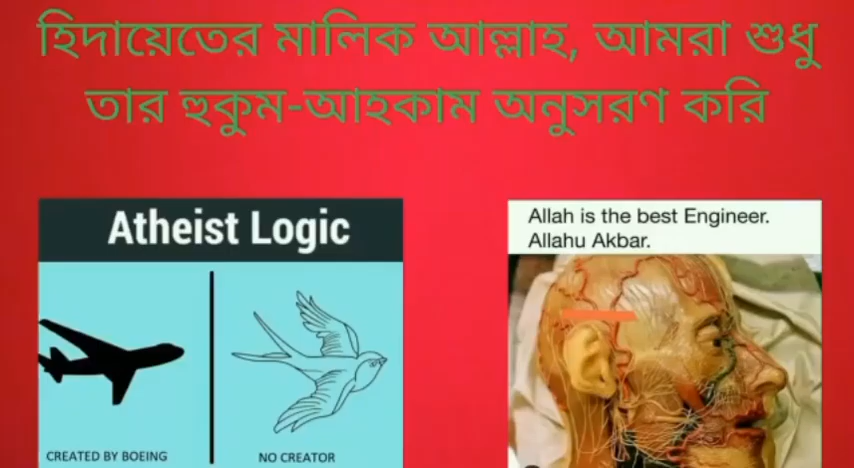 হিদায়েতের মালিক আল্লাহ, আমরা শুধু
তার হুকুম-আহকাম অনুসরণ করি
Atheist Logic
CREATED BY BOEING
NO CREATOR
Allah is the best Engineer.
Allahu Akbar.